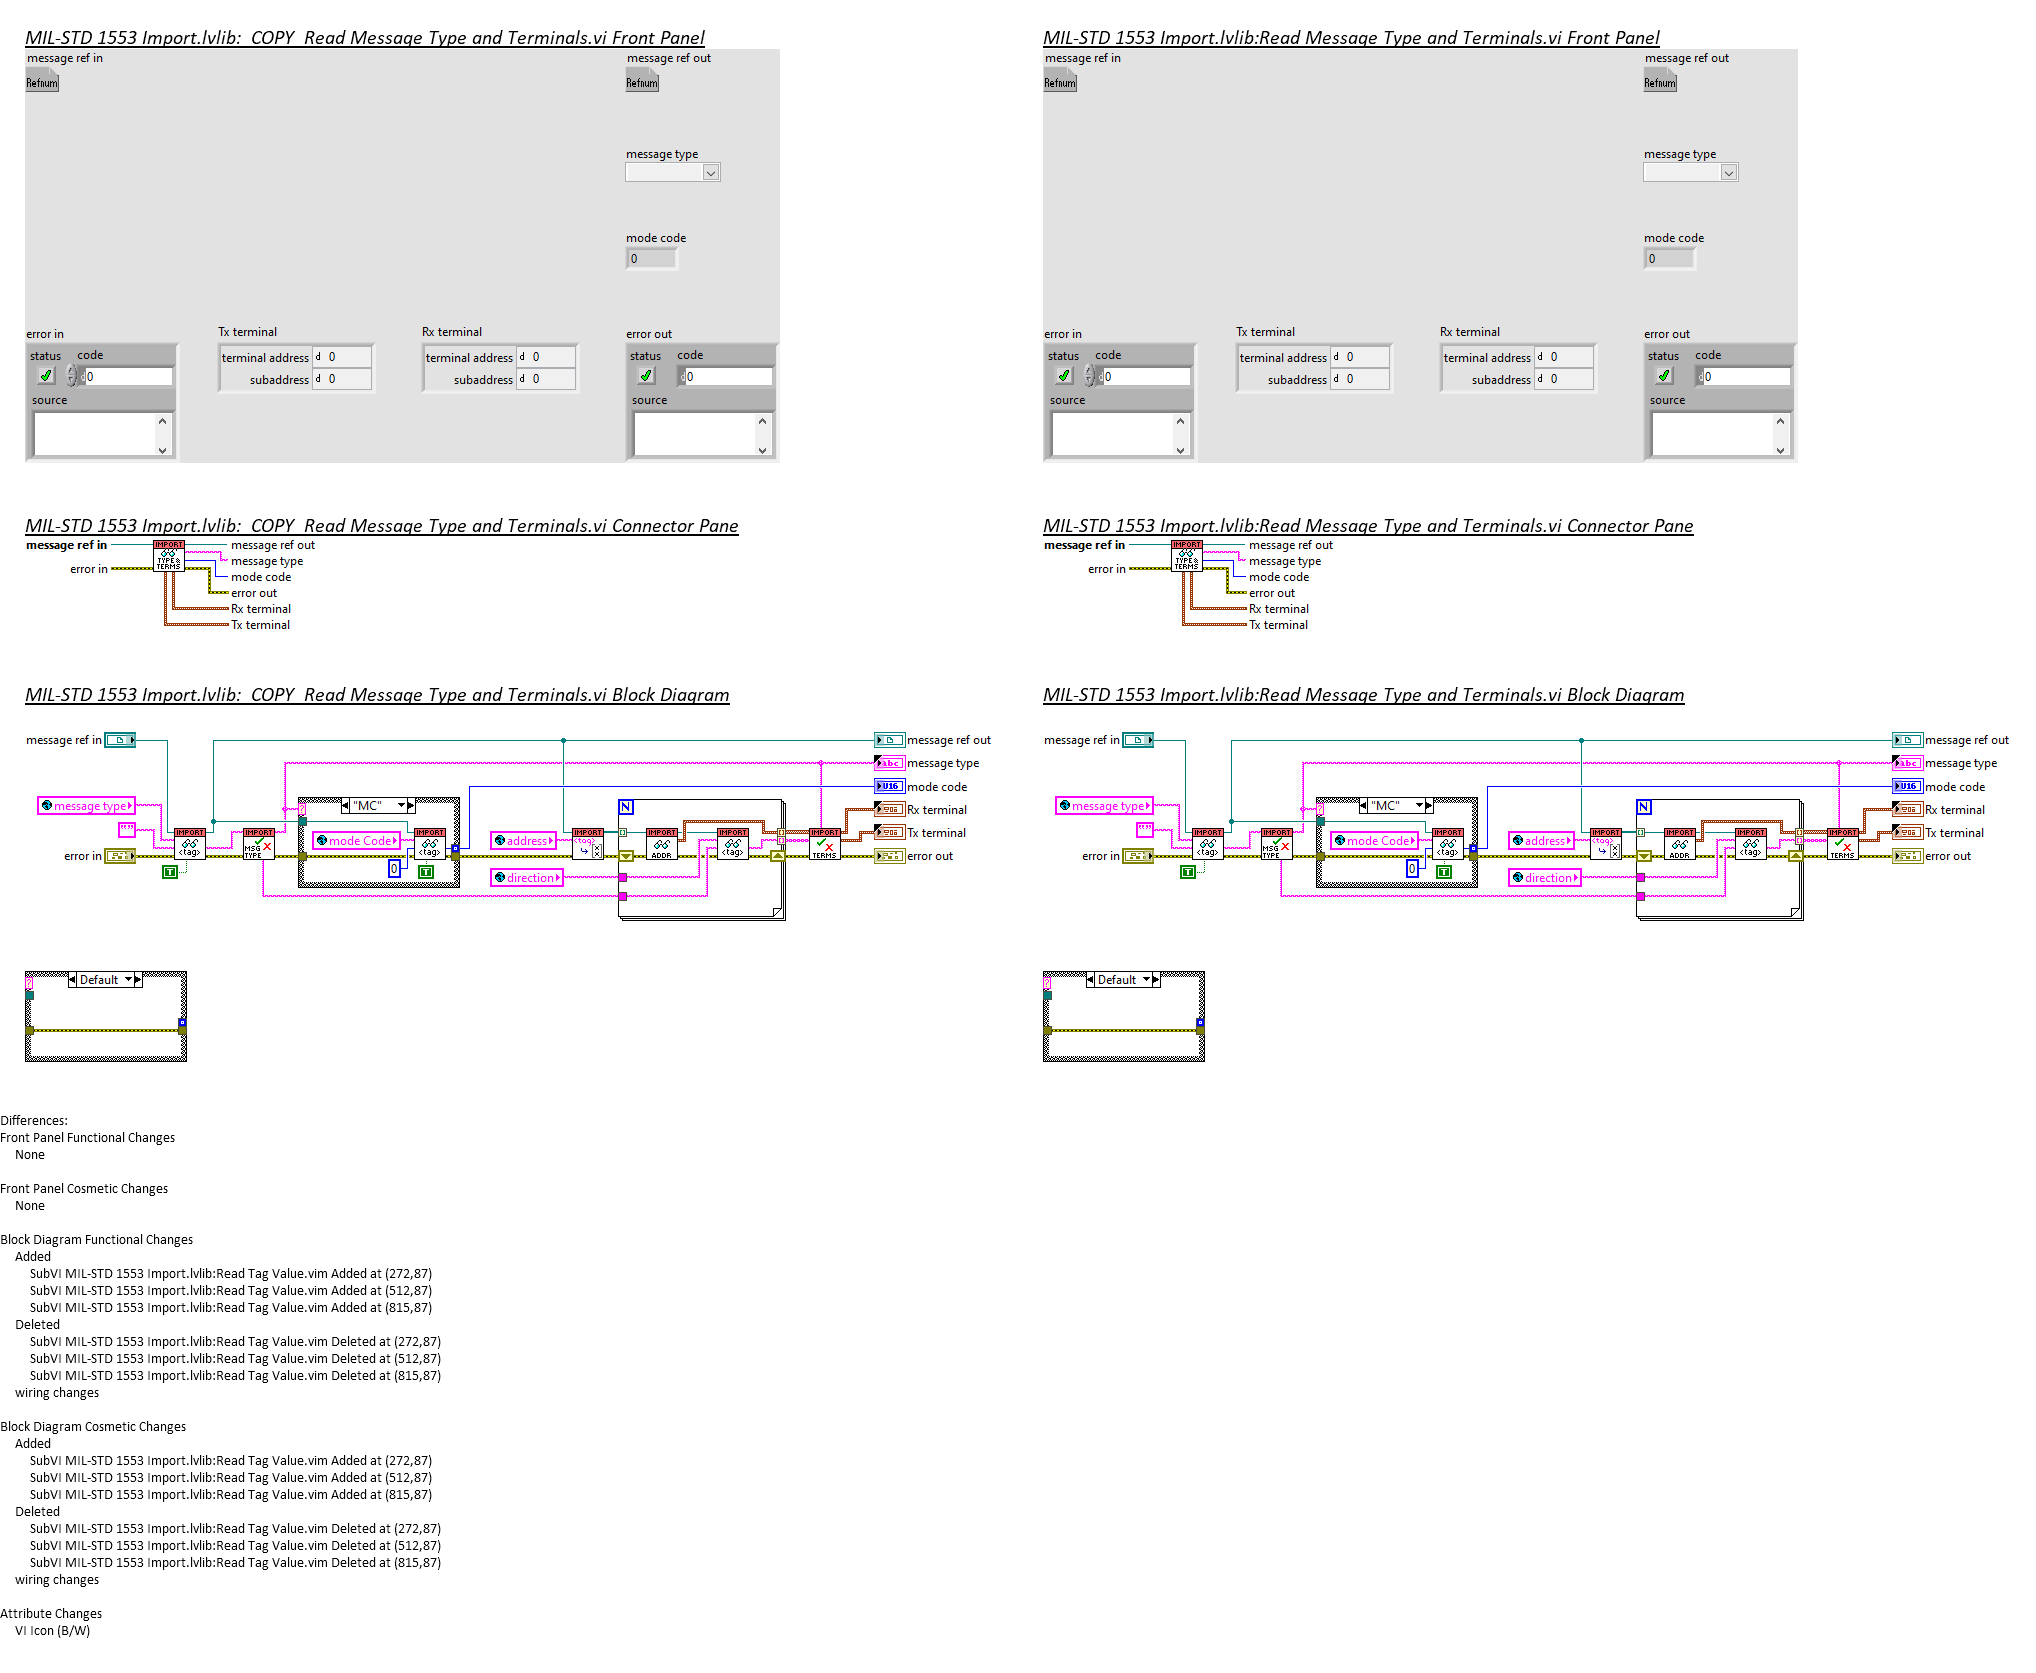 MIL-STD 1553 Import.lvlib:_COPY_Read Message Type and Terminals.vi Front Panel
message ref in
Refnum
message ref out
Refnum
message type
mode code
0
error in
status
code
d 0
source
Tx terminal
terminal address d 0
subaddress d 0
Rx terminal
terminal address d 0
subaddress d 0
error out
status
code
d 0
source
MIL-STD 1553 Import.lvlib:Read Message Type and Terminals.vi Front Panel
message ref in
Refnum
message ref out
Refnum
message type
mode code
0
error in
status
code
d 0
source
Tx terminal
terminal address d 0
subaddress d 0
Rx terminal
terminal address d 0
subaddress d 0
error out
status
code
d 0
source
MIL-STD 1553 Import.lvlib:_COPY_Read Message Type and Terminals.vi Connector Pane
message ref in
error in
IMPORT
TYPE &
TERMS
message ref out
message type
mode code
error out
Rx terminal
Tx terminal
MIL-STD 1553 Import.lvlib:Read Message Type and Terminals.vi Connector Pane
message ref in
error in
IMPORT
TYPE &
TERMS
message ref out
message type
mode code
error out
Rx terminal
Tx terminal
MIL-STD 1553 Import.lvlib:_COPY_Read Message Type and Terminals.vi Block Diagram
message ref in
message type
""
error in
T
IMPORT
<tag>
IMPORT
MSG
TYPE
"MC"
?
mode Code
0
IMPORT
<tag>
T
address
direction
IMPORT
<tag>
N
IMPORT
ADDR
IMPORT
<tag>
IMPORT
TERMS
message ref out
abc message type
U16 mode code
Rx terminal
Tx terminal
error out
Default
?
MIL-STD 1553 Import.lvlib:Read Message Type and Terminals.vi Block Diagram
message ref in
message type
""
error in
T
IMPORT
<tag>
IMPORT
MSG
TYPE
"MC"
?
mode Code
0
IMPORT
<tag>
T
address
direction
IMPORT
<tag>
N
IMPORT
ADDR
IMPORT
<tag>
IMPORT
TERMS
message ref out
abc message type
U16 mode code
Rx terminal
Tx terminal
error out
Default
?
Differences:
Front Panel Functional Changes
None
Front Panel Cosmetic Changes
None
Block Diagram Functional Changes
Added
SubVI MIL-STD 1553 Import.lvlib:Read Tag Value.vim Added at (272,87)
SubVI MIL-STD 1553 Import.lvlib:Read Tag Value.vim Added at (512,87)
SubVI MIL-STD 1553 Import.lvlib:Read Tag Value.vim Added at (815,87)
Deleted
SubVI MIL-STD 1553 Import.lvlib:Read Tag Value.vim Deleted at (272,87)
SubVI MIL-STD 1553 Import.lvlib:Read Tag Value.vim Deleted at (512,87)
SubVI MIL-STD 1553 Import.lvlib:Read Tag Value.vim Deleted at (815,87)
wiring changes
Block Diagram Cosmetic Changes
Added
SubVI MIL-STD 1553 Import.lvlib:Read Tag Value.vim Added at (272,87)
SubVI MIL-STD 1553 Import.lvlib:Read Tag Value.vim Added at (512,87)
SubVI MIL-STD 1553 Import.lvlib:Read Tag Value.vim Added at (815,87)
Deleted
SubVI MIL-STD 1553 Import.lvlib:Read Tag Value.vim Deleted at (272,87)
SubVI MIL-STD 1553 Import.lvlib:Read Tag Value.vim Deleted at (512,87)
SubVI MIL-STD 1553 Import.lvlib:Read Tag Value.vim Deleted at (815,87)
wiring changes
Attribute Changes
VI Icon (B/W)